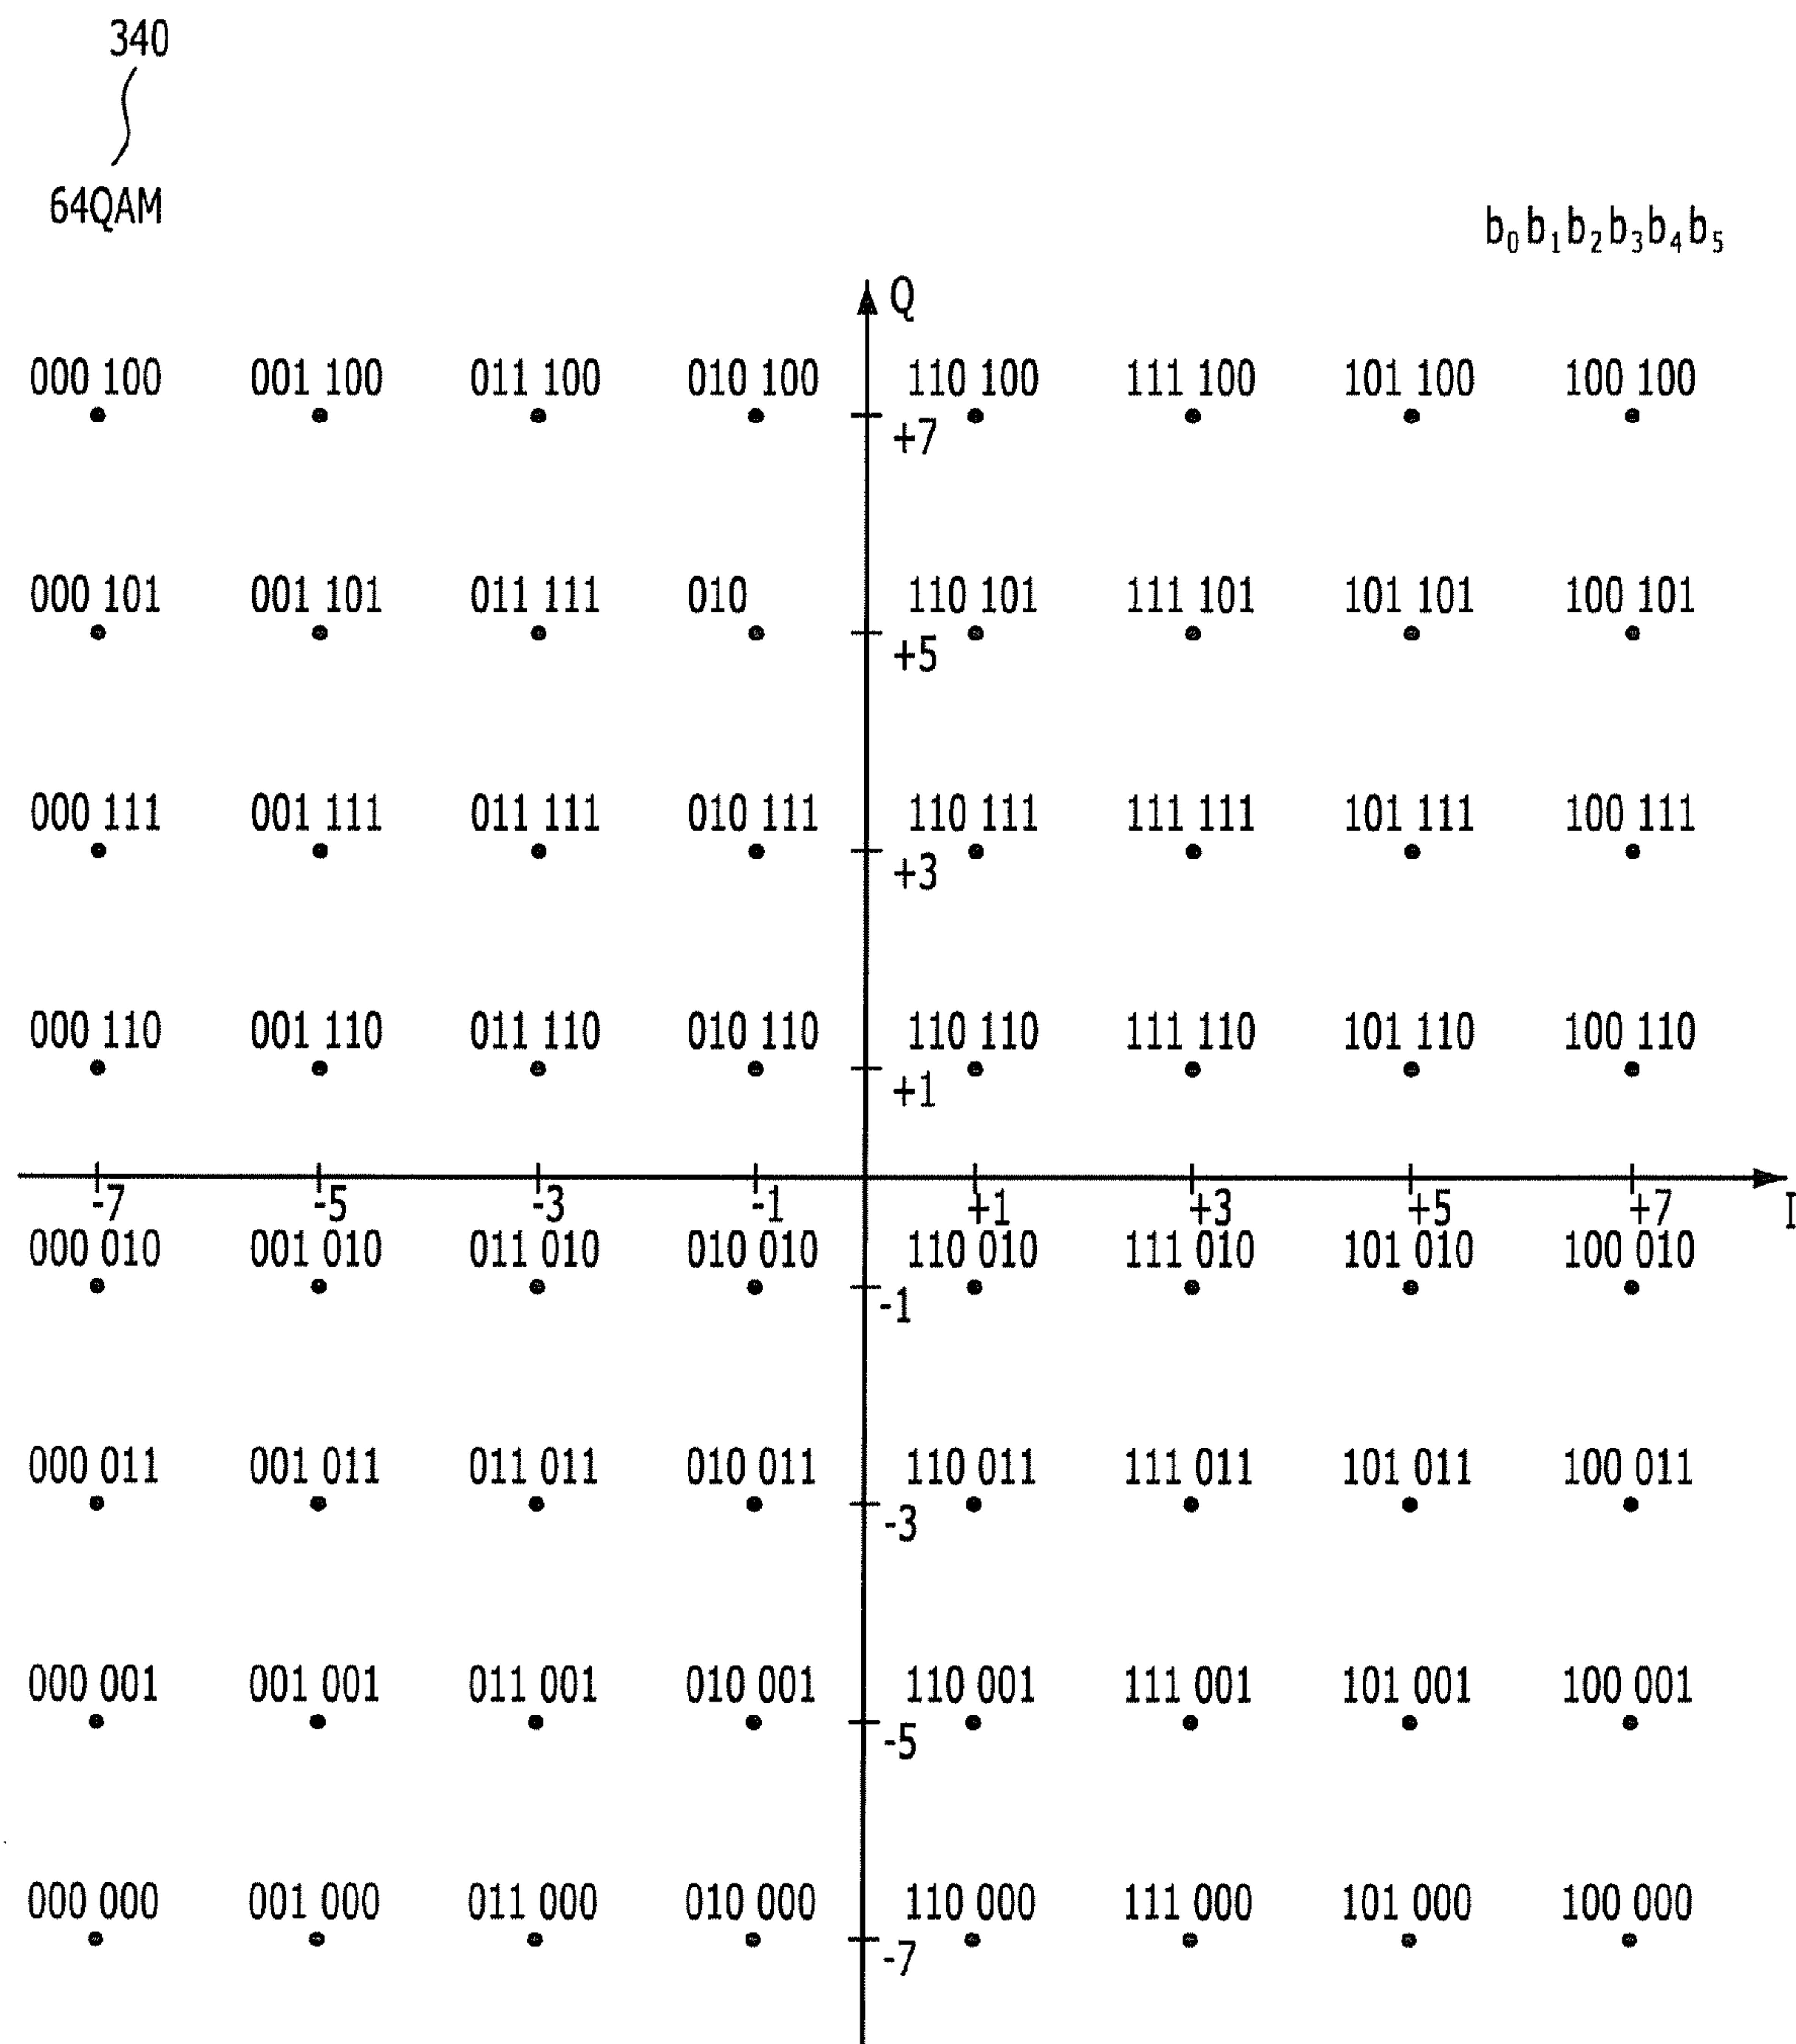 340
64QAM
b₀b₁b₂b₃b₄b₅
Q
000 100 001 100 011 100 010 100 110 100 111 100 101 100 100 100
+7
000 101 001 101 011 111 010 110 101 111 101 101 101 100 101
+5
000 111 001 111 011 111 010 111 110 111 111 111 101 111 100 111
+3
000 110 001 110 011 110 010 110 110 110 111 110 101 110 100 110
+1
-7 -5 -3 -1 +1 +3 +5 +7 I
000 010 001 010 011 010 010 010 110 010 111 010 101 010 100 010
-1
000 011 001 011 011 011 010 011 110 011 111 011 101 011 100 011
-3
000 001 001 001 011 001 010 001 110 001 111 001 101 001 100 001
-5
000 000 001 000 011 000 010 000 110 000 111 000 101 000 100 000
-7